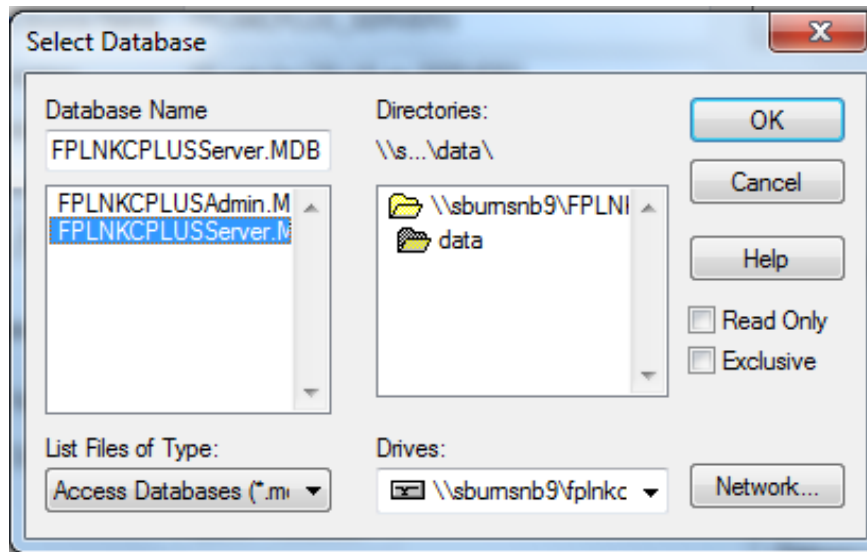 Select Database
Database Name
FPLNKCPLUSServer.MDB
FPLNKCPLUSAdmin.M
FPLNKCPLUSServer.M
List Files of Type:
Access Databases (*.m
Directories:
\\s...\data\
\\sbumsnb9\FPLNK
data
Drives:
\\sbumsnb9\fplnkc
OK
Cancel
Help
Read Only
Exclusive
Network...